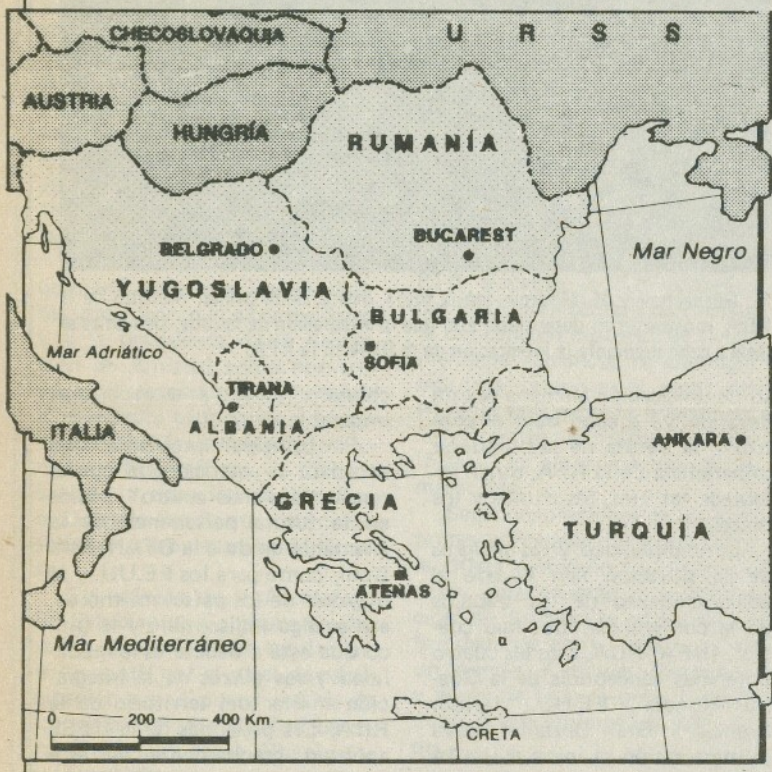 CHECOSLOVAQUIA
U R S S
AUSTRIA
HUNGRÍA
RUMANÍA
BELGRADO
BUCAREST
Mar Negro
YUGOSLAVIA
BULGARIA
Mar Adriático
SOFIA
TIRANA
ALBANIA
ITALIA
ANKARA
GRECIA
TURQUÍA
ATENAS
Mar Mediterráneo
0 200 400 Km.
CRETA